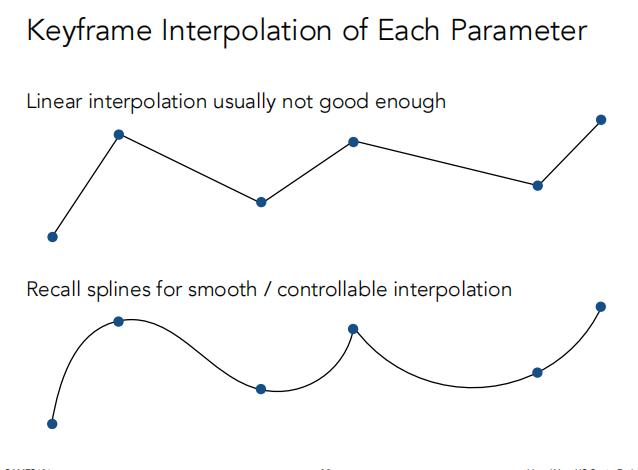 Keyframe Interpolation of Each Parameter
Linear interpolation usually not good enough
Recall splines for smooth / controllable interpolation